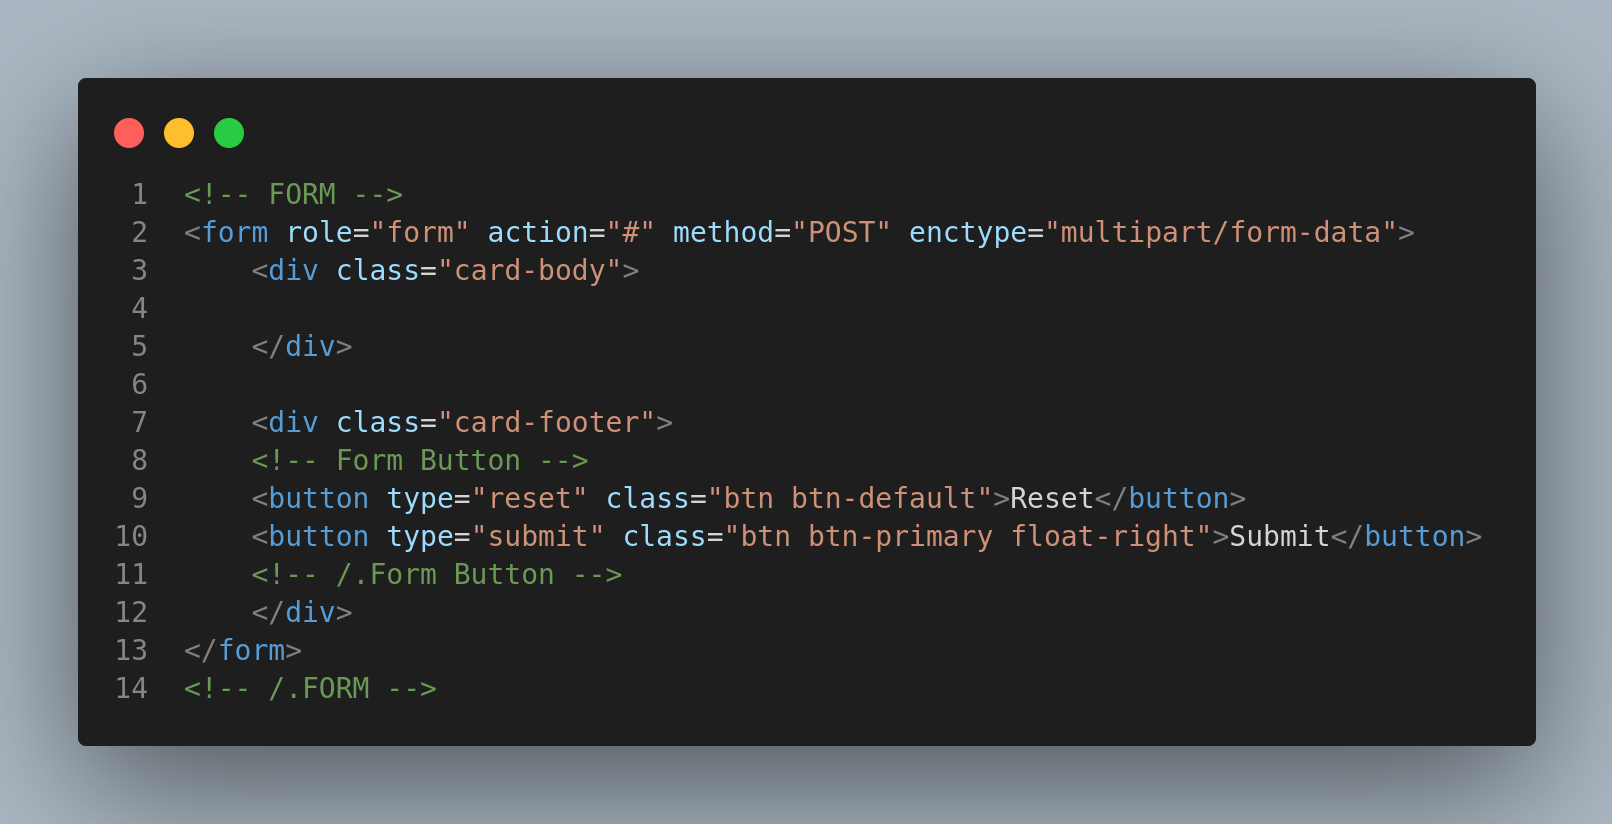 1 <!-- FORM -->
2 <form role="form" action="#" method="POST" enctype="multipart/form-data">
3     <div class="card-body">
4
5     </div>
6
7     <div class="card-footer">
8     <!-- Form Button -->
9     <button type="reset" class="btn btn-default">Reset</button>
10     <button type="submit" class="btn btn-primary float-right">Submit</button>
11     <!-- /.Form Button -->
12     </div>
13 </form>
14 <!-- /.FORM -->